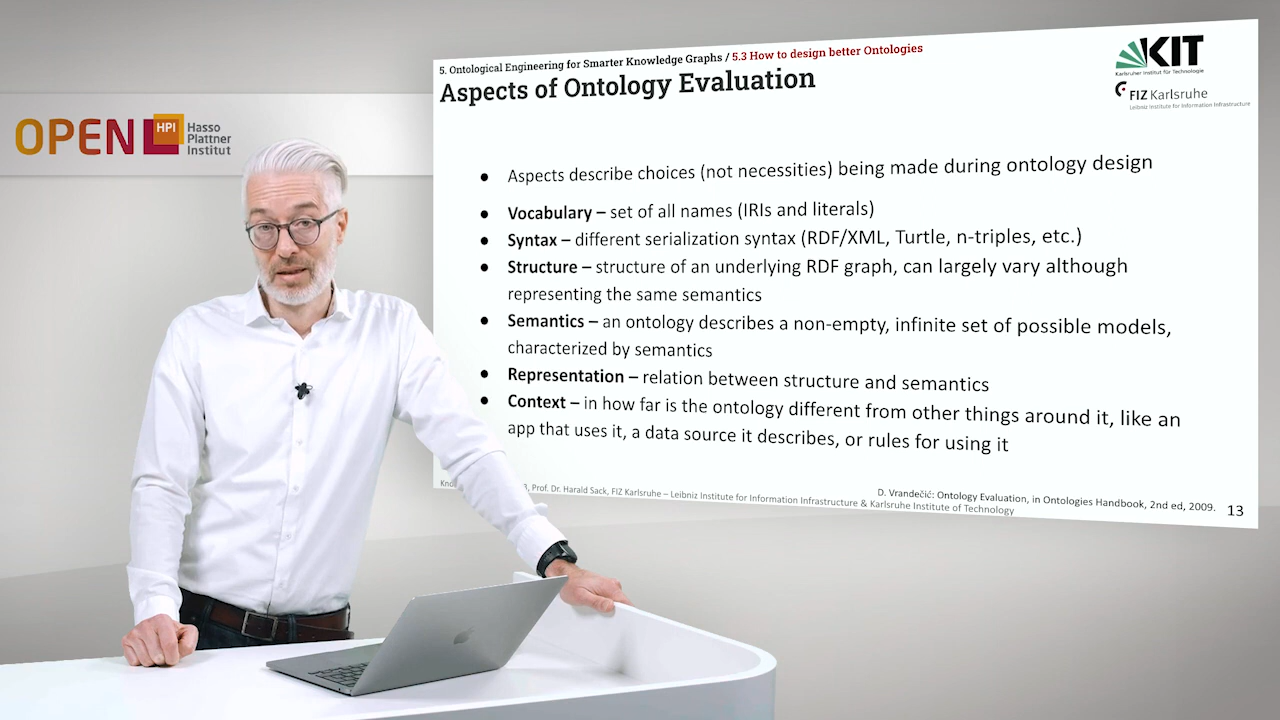 OPEN HPI Hasso
Plattner
Institut
5. Ontological Engineering for Smarter Knowledge Graphs / 5.3 How to design better Ontologies
Aspects of Ontology Evaluation
KIT
Karlsruher Institut für Technologie
FIZ Karlsruhe
Leibniz Institute for Information Infrastructure
● Aspects describe choices (not necessities) being made during ontology design
● Vocabulary – set of all names (IRIs and literals)
● Syntax – different serialization syntax (RDF/XML, Turtle, n-triples, etc.)
● Structure – structure of an underlying RDF graph, can largely vary although
representing the same semantics
● Semantics – an ontology describes a non-empty, infinite set of possible models,
characterized by semantics
● Representation – relation between structure and semantics
● Context – in how far is the ontology different from other things around it, like an
app that uses it, a data source it describes, or rules for using it
D. Vrandečić: Ontology Evaluation, in Ontologies Handbook, 2nd ed, 2009.
, Prof. Dr. Harald Sack, FIZ Karlsruhe – Leibniz Institute for Information Infrastructure & Karlsruhe Institute of Technology
13